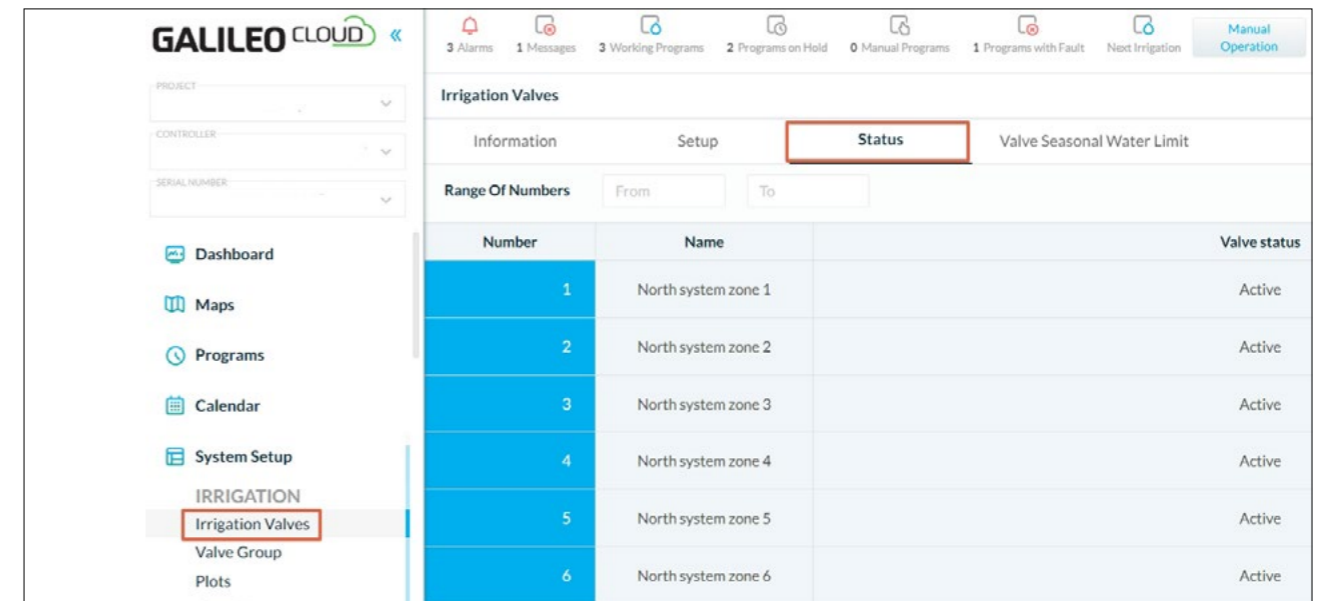 GALILEO CLOUD «
PROJECT
CONTROLLER
SERIAL NUMBER
Dashboard
Maps
Programs
Calendar
System Setup
IRRIGATION
Irrigation Valves
Valve Group
Plots
3 Alarms 1 Messages 3 Working Programs 2 Programs on Hold 0 Manual Programs 1 Programs with Fault Next Irrigation Manual Operation
Irrigation Valves
Information Setup Status Valve Seasonal Water Limit
Range Of Numbers From To
Number Name Valve status
1 North system zone 1 Active
2 North system zone 2 Active
3 North system zone 3 Active
4 North system zone 4 Active
5 North system zone 5 Active
6 North system zone 6 Active